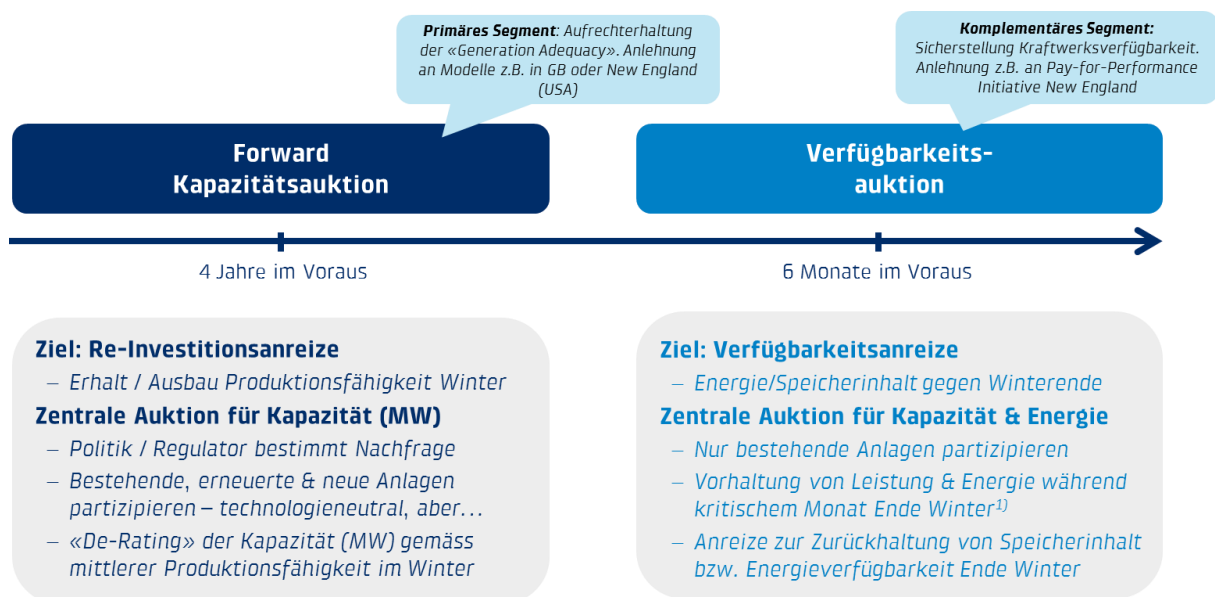 Primäres Segment: Aufrechterhaltung
der «Generation Adequacy». Anlehnung
an Modelle z.B. in GB oder New England
(USA)
Komplementäres Segment:
Sicherstellung Kraftwerksverfügbarkeit.
Anlehnung z.B. an Pay-for-Performance
Initiative New England
Forward
Kapazitätsauktion
Verfügbarkeits-
auktion
4 Jahre im Voraus
6 Monate im Voraus
Ziel: Re-Investitionsanreize
– Erhalt / Ausbau Produktionsfähigkeit Winter
Zentrale Auktion für Kapazität (MW)
– Politik / Regulator bestimmt Nachfrage
– Bestehende, erneuerte & neue Anlagen
partizipieren – technologieneutral, aber...
– «De-Rating» der Kapazität (MW) gemäss
mittlerer Produktionsfähigkeit im Winter
Ziel: Verfügbarkeitsanreize
– Energie/Speicherinhalt gegen Winterende
Zentrale Auktion für Kapazität & Energie
– Nur bestehende Anlagen partizipieren
– Vorhaltung von Leistung & Energie während
kritischem Monat Ende Winter1)
– Anreize zur Zurückhaltung von Speicherinhalt
bzw. Energieverfügbarkeit Ende Winter